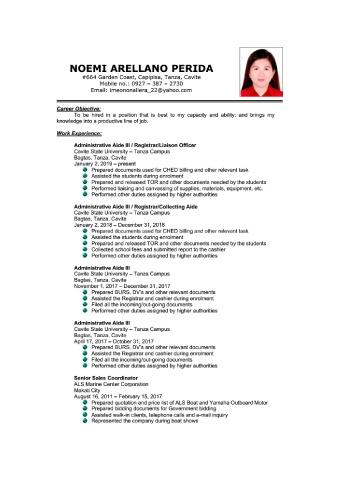 NOEMI ARELLANO PERIDA
#664 Garden Coast, Capipisa, Tanza, Cavite
Mobile no.: 0927 – 387 – 2730
Email: imeononallera_22@yahoo.com
Career Objective:
To be hired in a position that is best to my capacity and ability: and brings my
knowledge into a productive line of job.
Work Experience:
Administrative Aide III / Registrar/Liaison Officer
Cavite State University – Tanza Campus
Bagtas, Tanza, Cavite
January 2, 2019 – present
Prepared documents used for CHED billing and other relevant task
Assisted the students during enrolment
Prepared and released TOR and other documents needed by the students
Performed liaising and canvassing of supplies, materials, equipment, etc.
Performed other duties assigned by higher authorities
Administrative Aide III / Registrar/Collecting Aide
Cavite State University – Tanza Campus
Bagtas, Tanza, Cavite
January 2, 2018 – December 31, 2018
Prepared documents used for CHED billing and other relevant task
Assisted the students during enrolment
Prepared and released TOR and other documents needed by the students
Collected school fees and submitted report to the cashier
Performed other duties assigned by higher authorities
Administrative Aide III
Cavite State University – Tanza Campus
Bagtas, Tanza, Cavite
November 1, 2017 – December 31, 2017
Prepared BURS, DV's and other relevant documents
Assisted the Registrar and cashier during enrolment
Filed all the incoming/out-going documents
Performed other duties assigned by higher authorities
Administrative Aide III
Cavite State University – Tanza Campus
Bagtas, Tanza, Cavite
April 17, 2017 – October 31, 2017
Prepared BURS, DV's and other relevant documents
Assisted the Registrar and cashier during enrolment
Filed all the incoming/out-going documents
Performed other duties assigned by higher authorities
Senior Sales Coordinator
ALS Marine Center Corporation
Makati City
August 16, 2011 – February 15, 2017
Prepared quotation and price list of ALS Boat and Yamaha Outboard Motor
Prepared bidding documents for Government bidding
Assisted walk-in clients, telephone calls and e-mail inquiry
Represented the company during boat shows